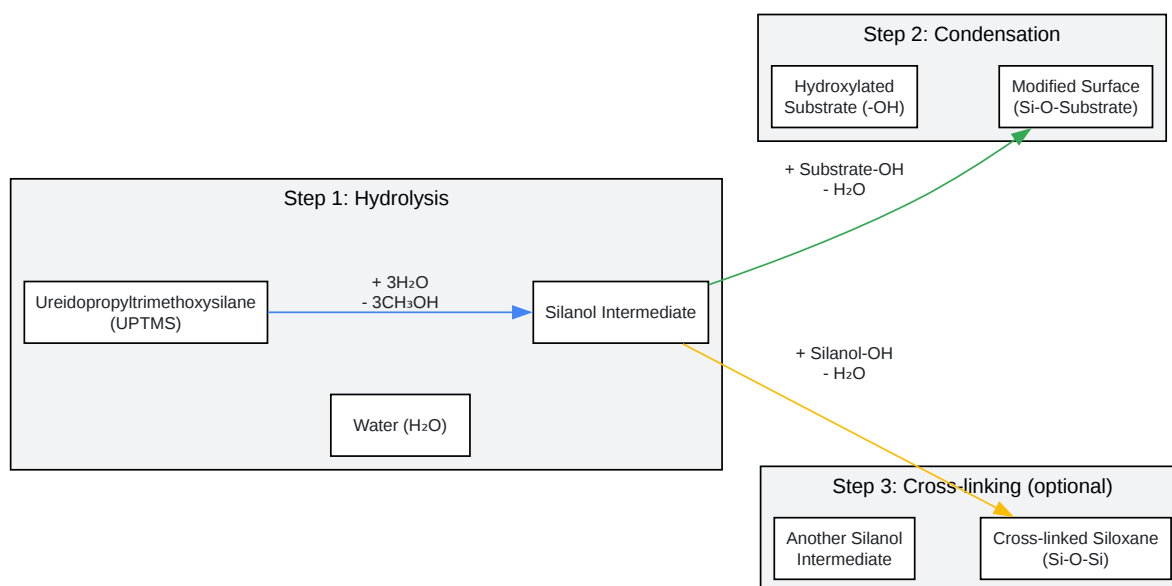 Step 2: Condensation
Hydroxylated
Substrate (-OH)
Modified Surface
(Si-O-Substrate)
+ Substrate-OH
- H₂O
Step 1: Hydrolysis
Ureidopropyltrimethoxysilane
(UPTMS)
+ 3H₂O
- 3CH₃OH
Silanol Intermediate
Water (H₂O)
+ Silanol-OH
- H₂O
Step 3: Cross-linking (optional)
Another Silanol
Intermediate
Cross-linked Siloxane
(Si-O-Si)